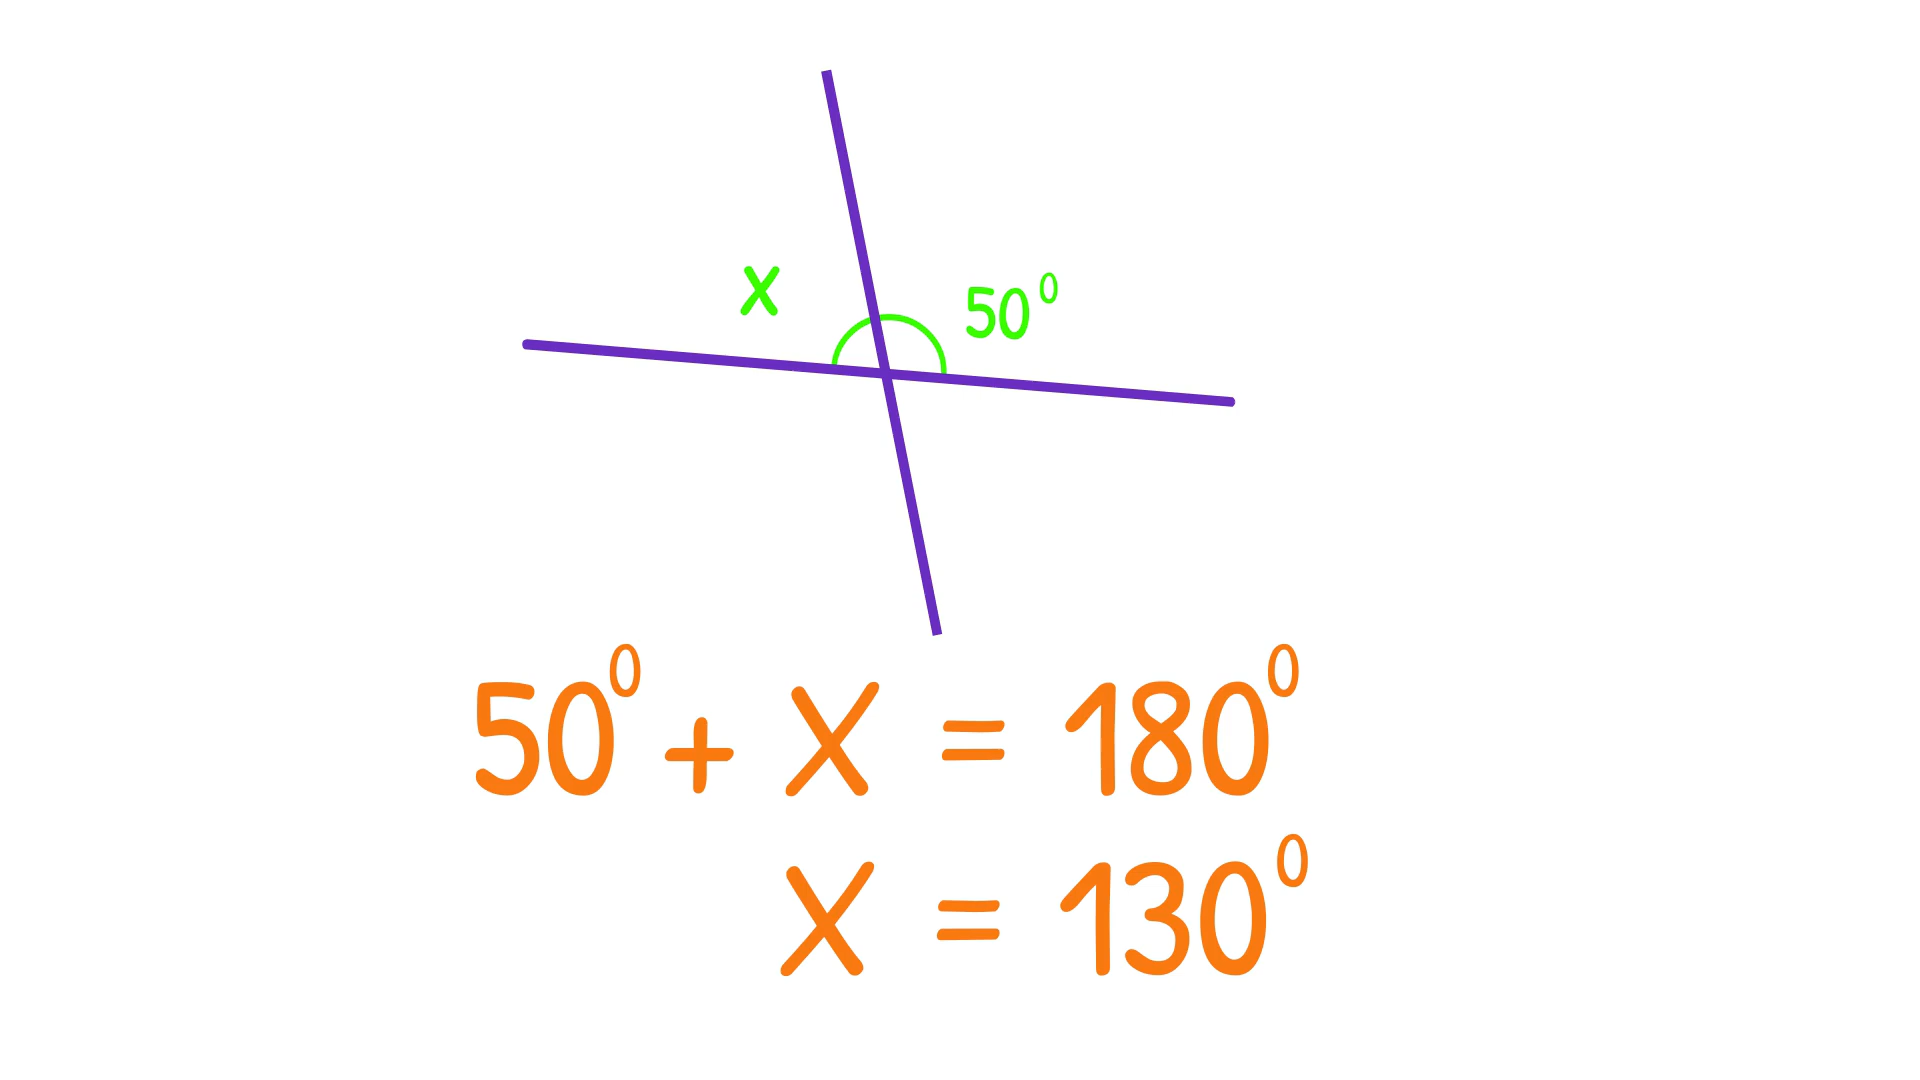 x 50⁰
50⁰ + X = 180⁰
X = 130⁰